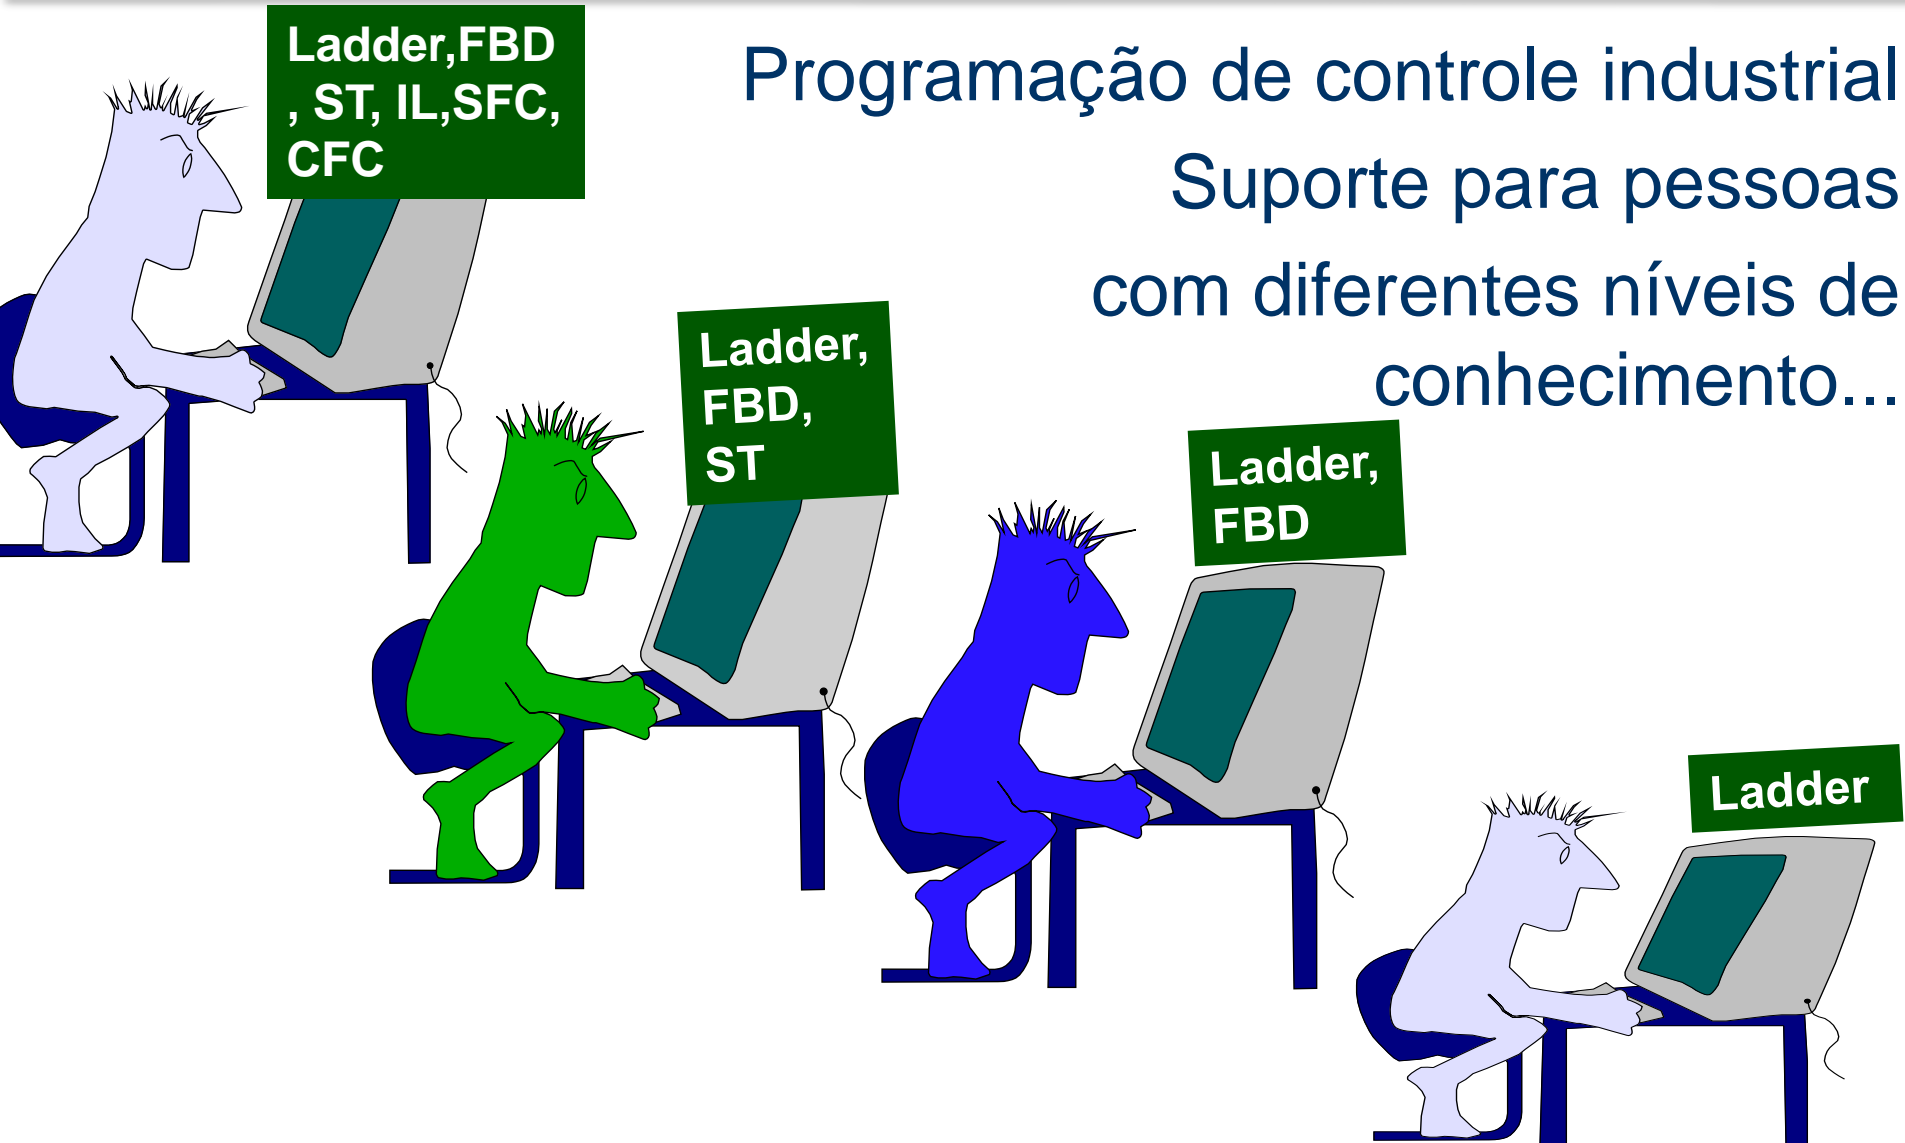 Ladder,FBD
, ST, IL,SFC,
CFC
Programação de controle industrial
Suporte para pessoas
com diferentes níveis de
conhecimento...
Ladder,
FBD,
ST
Ladder,
FBD
Ladder